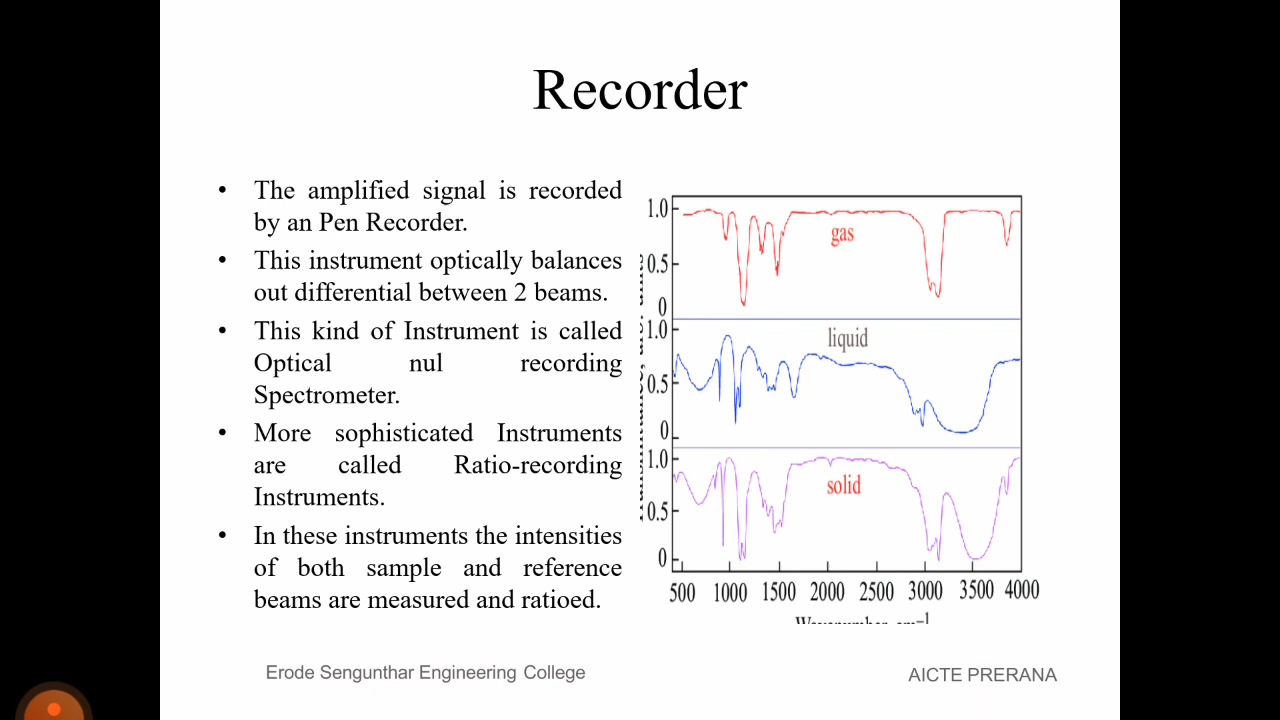 Recorder
• The amplified signal is recorded
by an Pen Recorder.
• This instrument optically balances
out differential between 2 beams.
• This kind of Instrument is called
Optical nul recording
Spectrometer.
• More sophisticated Instruments
are called Ratio-recording
Instruments.
• In these instruments the intensities
of both sample and reference
beams are measured and ratioed.
1.0
gas
0.5
0
1.0
liquid
0.5
0
1.0
solid
0.5
0
500 1000 1500 2000 2500 3000 3500 4000
Erode Sengunthar Engineering College
AICTE PRERANA